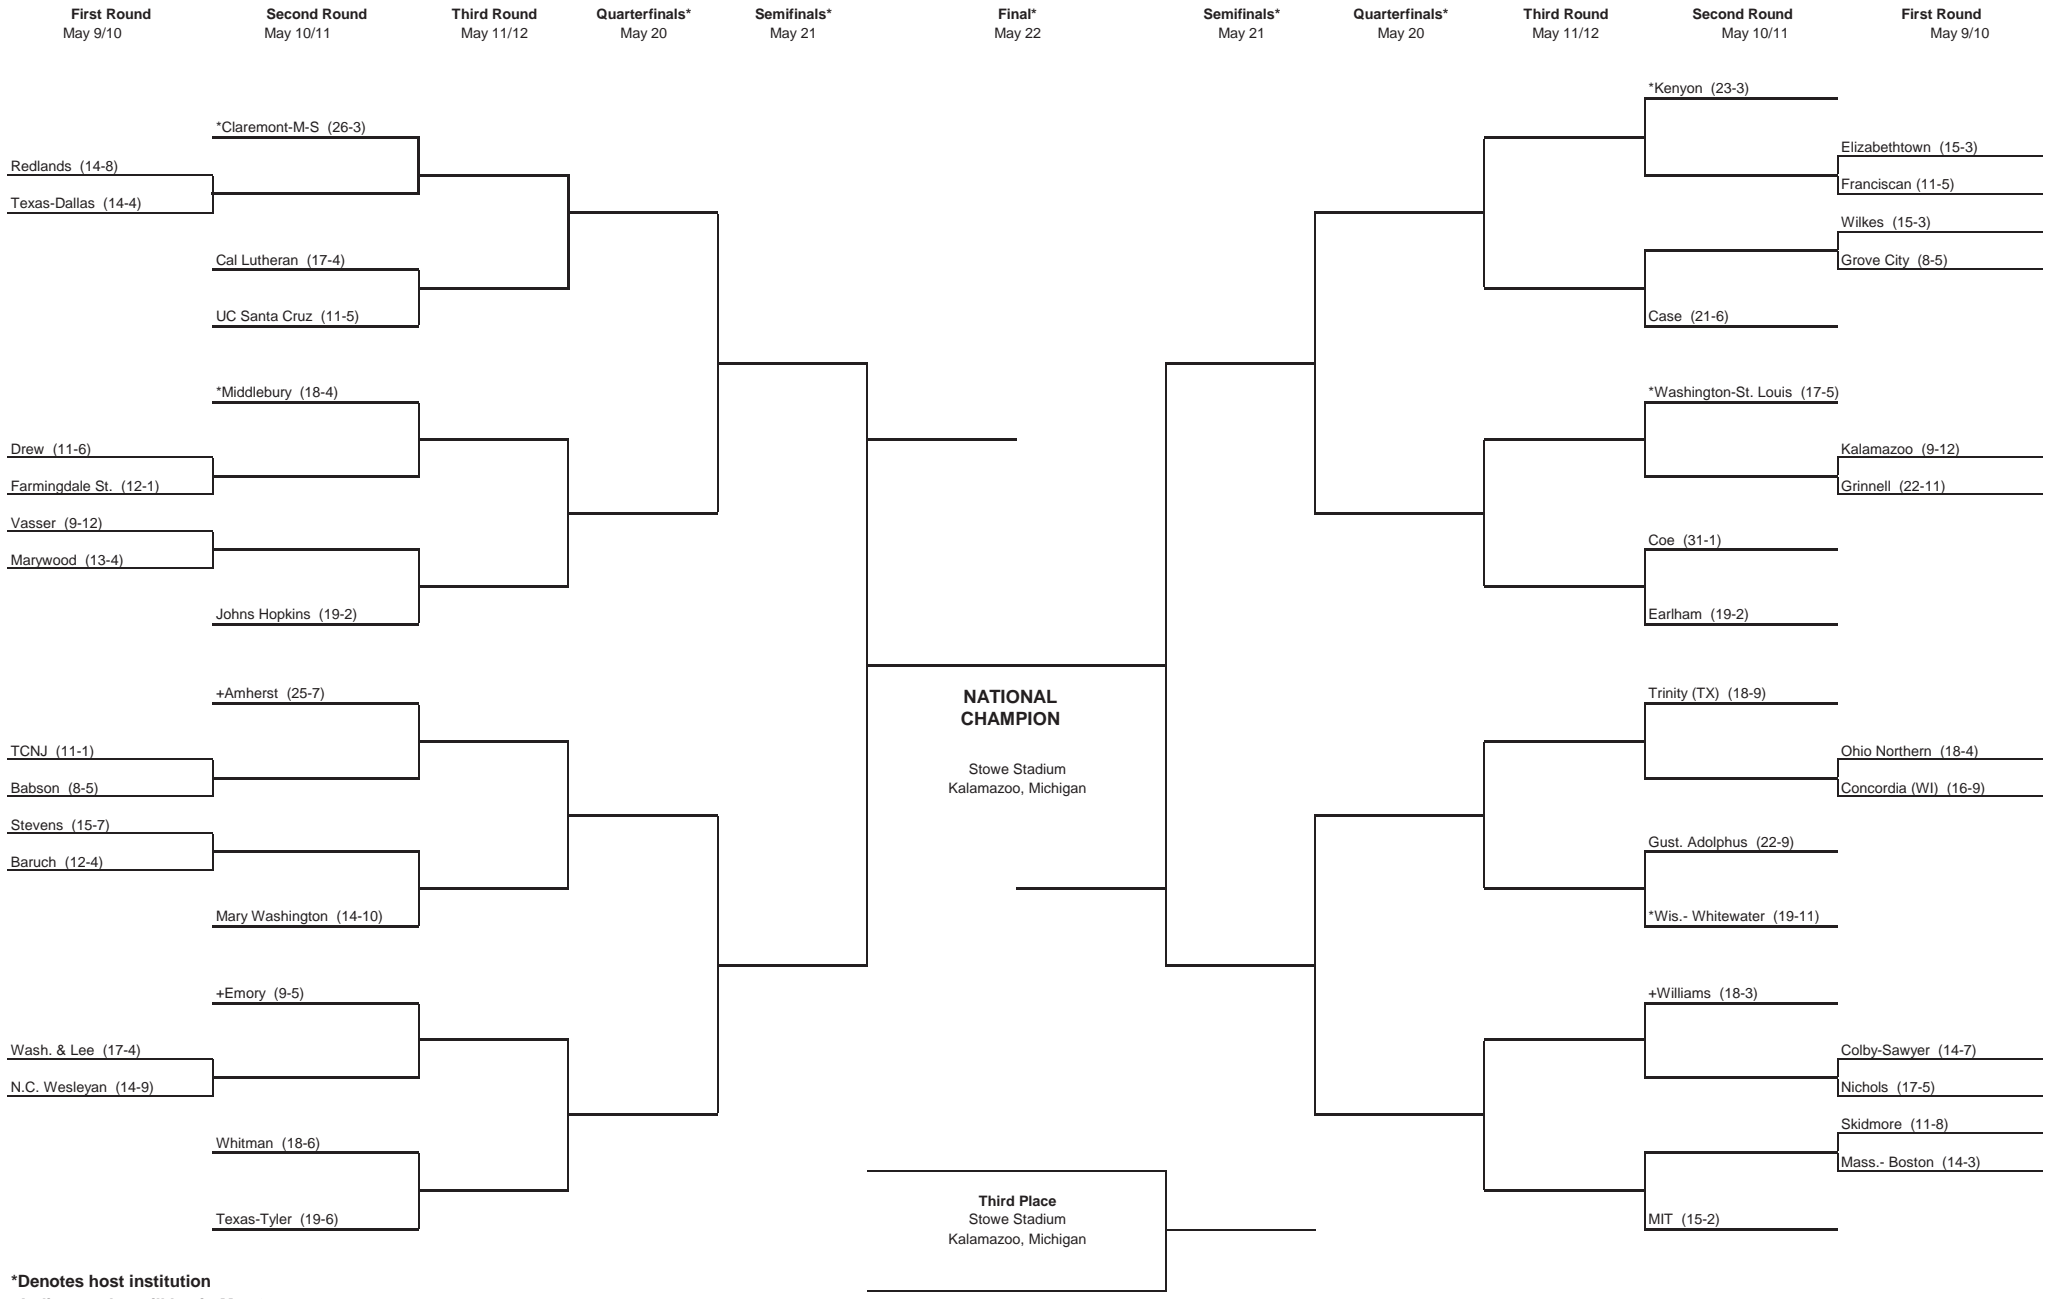 First Round Second Round Third Round Quarterfinals* Semifinals* Final* Semifinals* Quarterfinals* Third Round Second Round First Round
May 9/10 May 10/11 May 11/12 May 20 May 21 May 22 May 21 May 20 May 11/12 May 10/11 May 9/10
*Claremont-M-S (26-3)
Redlands (14-8)
Texas-Dallas (14-4)
Cal Lutheran (17-4)
UC Santa Cruz (11-5)
*Middlebury (18-4)
Drew (11-6)
Farmingdale St. (12-1)
Vasser (9-12)
Marywood (13-4)
Johns Hopkins (19-2)
+Amherst (25-7)
TCNJ (11-1)
Babson (8-5)
Stevens (15-7)
Baruch (12-4)
Mary Washington (14-10)
+Emory (9-5)
Wash. & Lee (17-4)
N.C. Wesleyan (14-9)
Whitman (18-6)
Texas-Tyler (19-6)
NATIONAL
CHAMPION
Stowe Stadium
Kalamazoo, Michigan
Third Place
Stowe Stadium
Kalamazoo, Michigan
*Kenyon (23-3)
Elizabethtown (15-3)
Franciscan (11-5)
Wilkes (15-3)
Grove City (8-5)
Case (21-6)
*Washington-St. Louis (17-5)
Kalamazoo (9-12)
Grinnell (22-11)
Coe (31-1)
Earlham (19-2)
Trinity (TX) (18-9)
Ohio Northern (18-4)
Concordia (WI) (16-9)
Gust. Adolphus (22-9)
*Wis.- Whitewater (19-11)
+Williams (18-3)
Colby-Sawyer (14-7)
Nichols (17-5)
Skidmore (11-8)
Mass.- Boston (14-3)
MIT (15-2)
*Denotes host institution